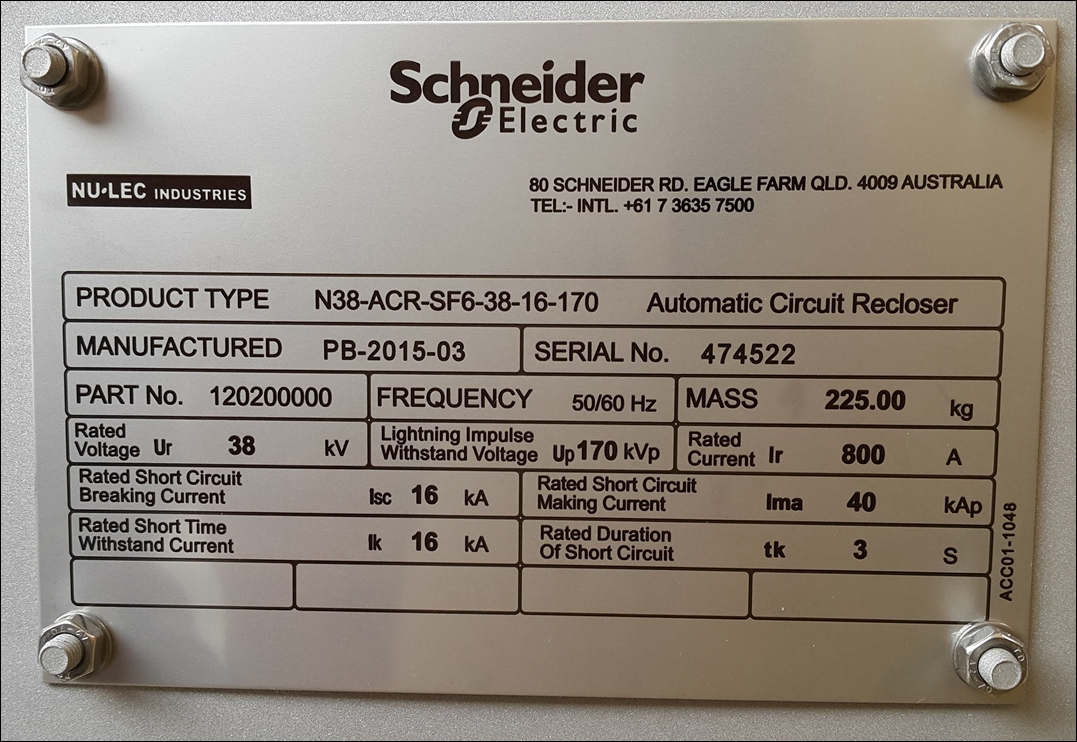 Schneider
Electric
NU-LEC INDUSTRIES
80 SCHNEIDER RD. EAGLE FARM QLD. 4009 AUSTRALIA
TEL:- INTL. +61 7 3635 7500
PRODUCT TYPE N38-ACR-SF6-38-16-170 Automatic Circuit Recloser
MANUFACTURED PB-2015-03 SERIAL No. 474522
PART No. 120200000 FREQUENCY 50/60 Hz MASS 225.00 kg
Rated
Voltage Ur 38 kV
Lightning Impulse
Withstand Voltage Up 170 kVp
Rated
Current Ir 800 A
Rated Short Circuit
Breaking Current Isc 16 kA
Rated Short Circuit
Making Current Ima 40 kAp
Rated Short Time
Withstand Current Ik 16 kA
Rated Duration
Of Short Circuit tk 3 S
ACC01-1048